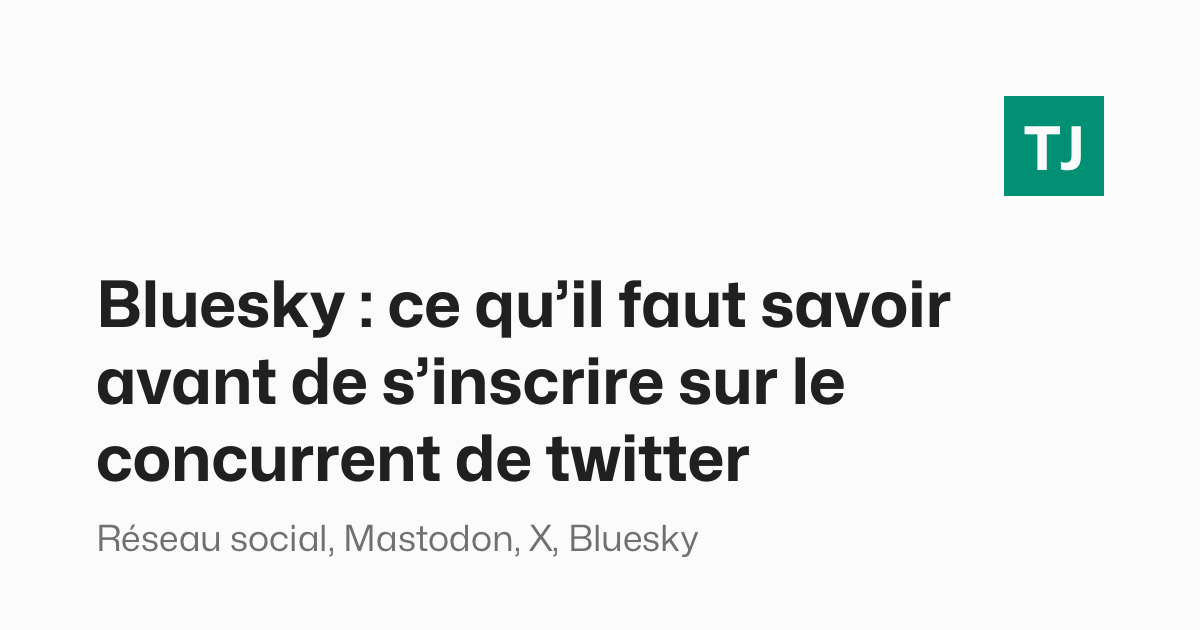 TJ
Bluesky : ce qu’il faut savoir
avant de s’inscrire sur le
concurrent de twitter
Réseau social, Mastodon, X, Bluesky